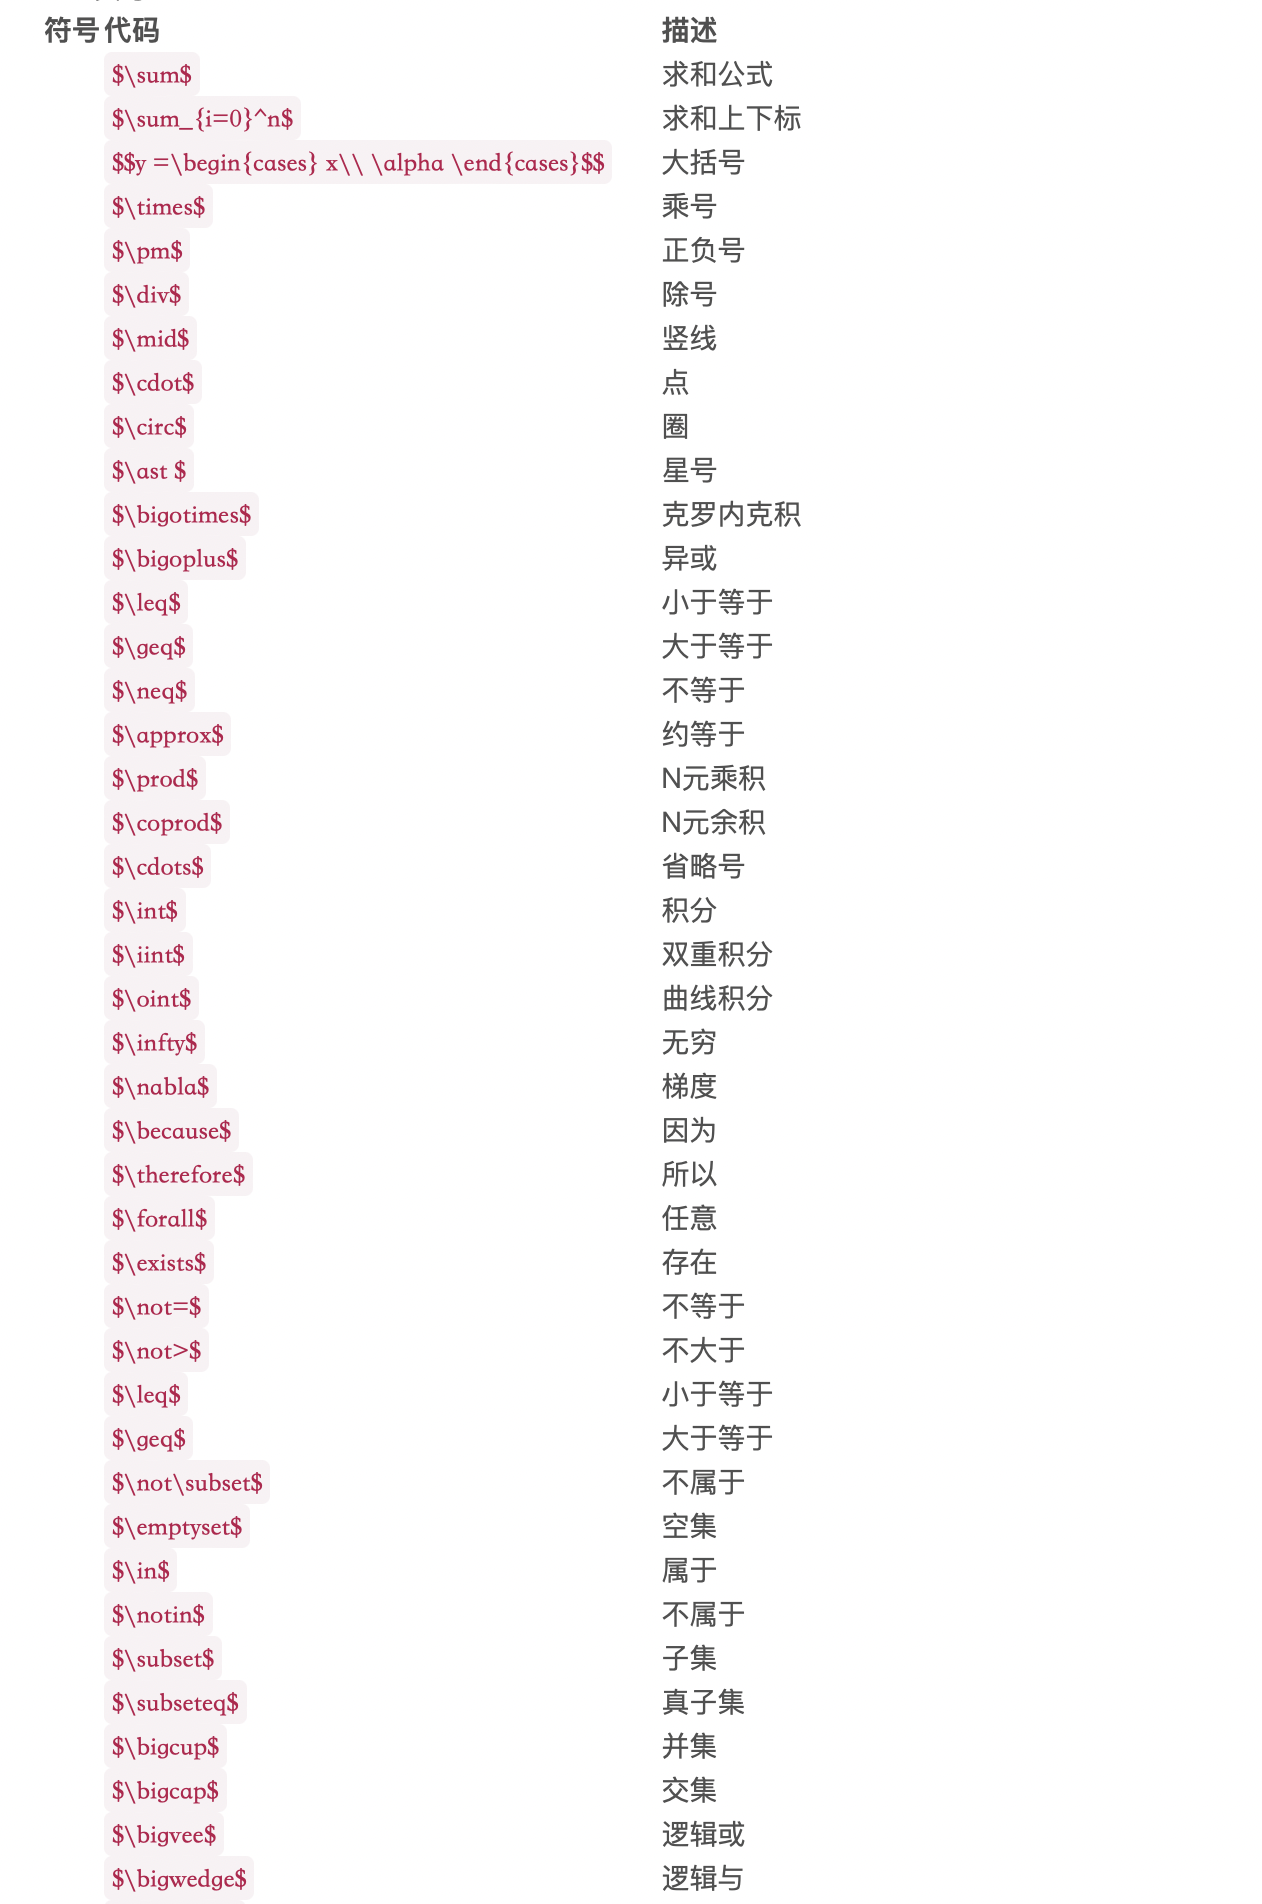 符号 代码 描述
$\sum$ 求和公式
$\sum_{i=0}^n$ 求和上下标
$$y =\begin{cases} x\\ \alpha \end{cases}$$ 大括号
$\times$ 乘号
$\pm$ 正负号
$\div$ 除号
$\mid$ 竖线
$\cdot$ 点
$\circ$ 圈
$\ast $ 星号
$\bigotimes$ 克罗内克积
$\bigoplus$ 异或
$\leq$ 小于等于
$\geq$ 大于等于
$\neq$ 不等于
$\approx$ 约等于
$\prod$ N元乘积
$\coprod$ N元余积
$\cdots$ 省略号
$\int$ 积分
$\iint$ 双重积分
$\oint$ 曲线积分
$\infty$ 无穷
$\nabla$ 梯度
$\because$ 因为
$\therefore$ 所以
$\forall$ 任意
$\exists$ 存在
$\not=$ 不等于
$\not>$ 不大于
$\leq$ 小于等于
$\geq$ 大于等于
$\not\subset$ 不属于
$\emptyset$ 空集
$\in$ 属于
$\notin$ 不属于
$\subset$ 子集
$\subseteq$ 真子集
$\bigcup$ 并集
$\bigcap$ 交集
$\bigvee$ 逻辑或
$\bigwedge$ 逻辑与